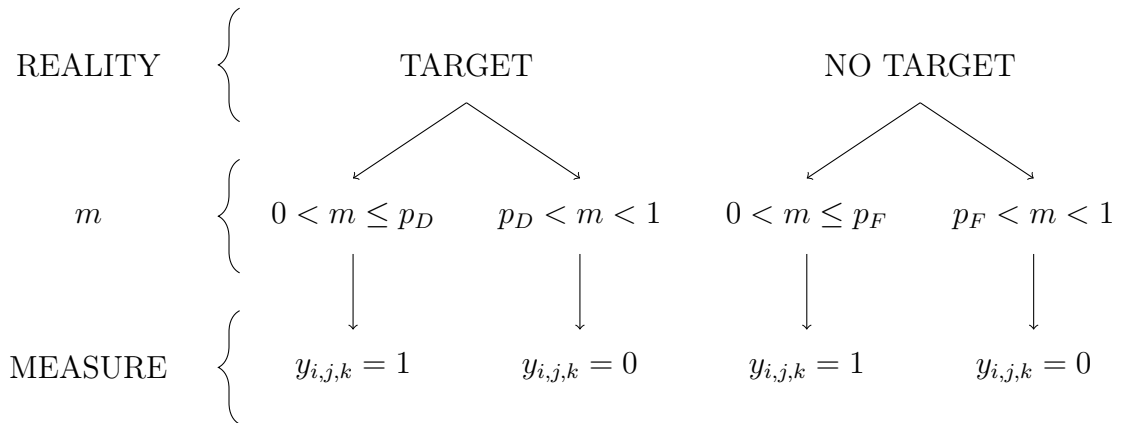 REALITY TARGET NO TARGET
m 0 < m ≤ p_D p_D < m < 1 0 < m ≤ p_F p_F < m < 1
MEASURE y_{i,j,k} = 1 y_{i,j,k} = 0 y_{i,j,k} = 1 y_{i,j,k} = 0